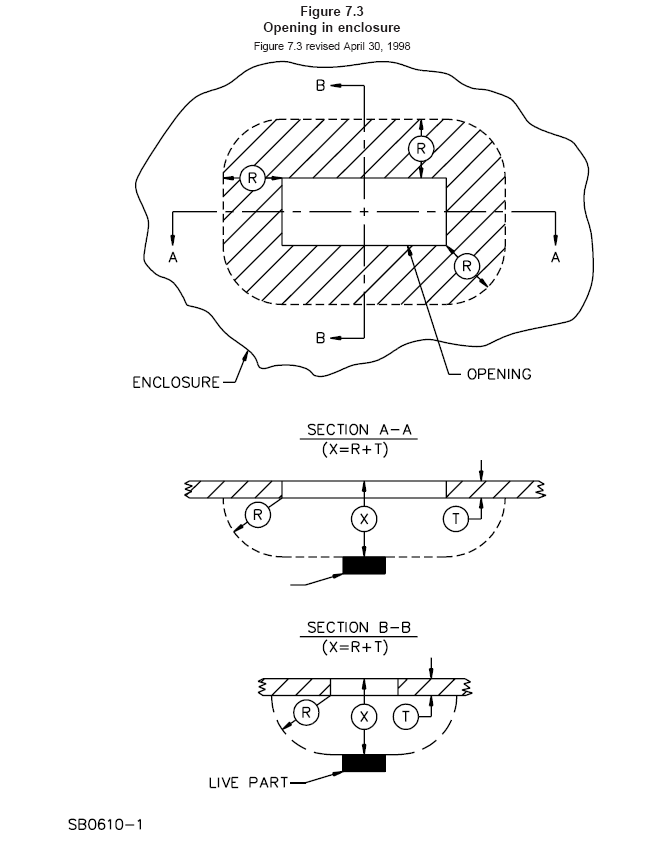 Figure 7.3
Opening in enclosure
Figure 7.3 revised April 30, 1998
B
R
R
A
A
R
B
ENCLOSURE
OPENING
SECTION A-A
(X=R+T)
R
X
T
SECTION B-B
(X=R+T)
R
X
T
LIVE PART
SB0610-1